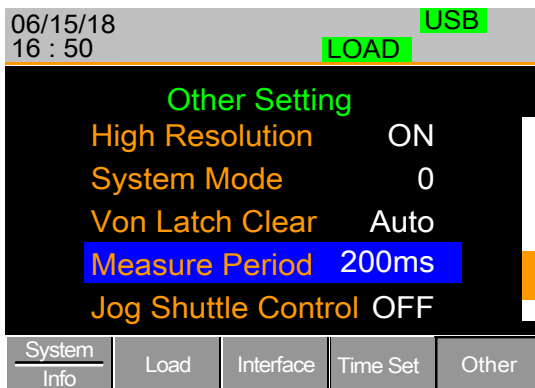 06/15/18 USB
16 : 50 LOAD
Other Setting
High Resolution ON
System Mode 0
Von Latch Clear Auto
Measure Period 200ms
Jog Shuttle Control OFF
System Info Load Interface Time Set Other